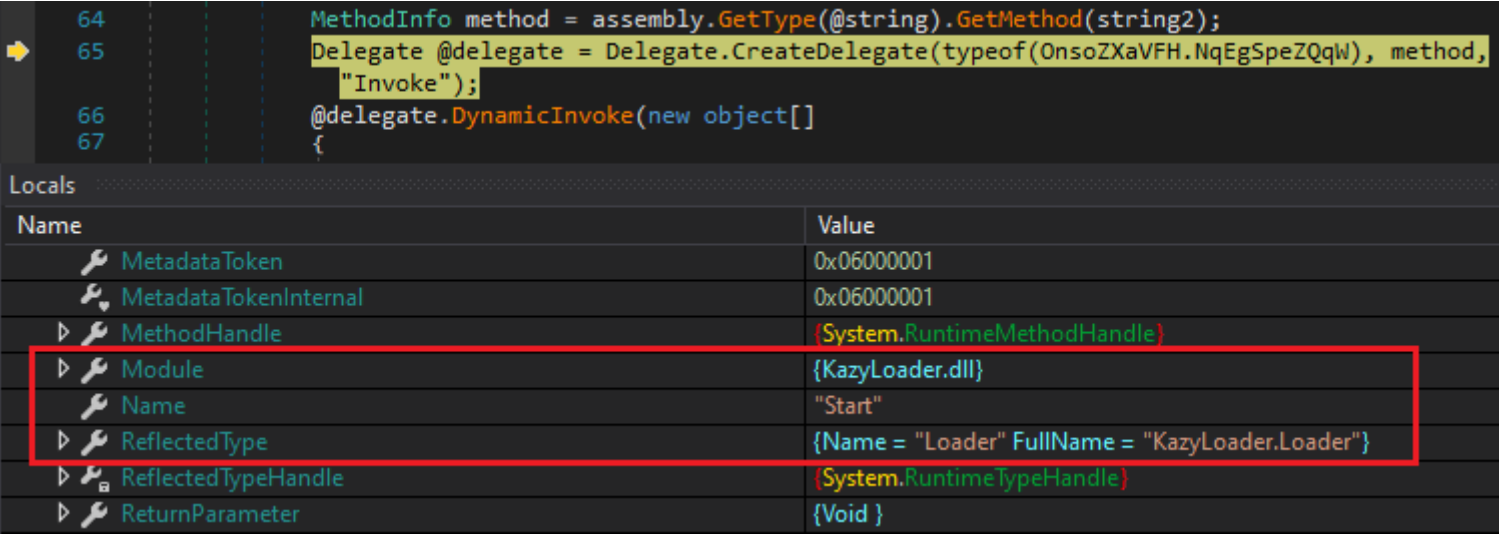 64 MethodInfo method = assembly.GetType(@string).GetMethod(string2);
65 Delegate @delegate = Delegate.CreateDelegate(typeof(OnsoZXaVFH.NqEgSpeZQqW), method,
"Invoke");
66 @delegate.DynamicInvoke(new object[]
67 {
Locals
Name Value
MetadataToken 0x06000001
MetadataTokenInternal 0x06000001
MethodHandle {System.RuntimeMethodHandle}
Module {KazyLoader.dll}
Name "Start"
ReflectedType {Name = "Loader" FullName = "KazyLoader.Loader"}
ReflectedTypeHandle {System.RuntimeTypeHandle}
ReturnParameter {Void }